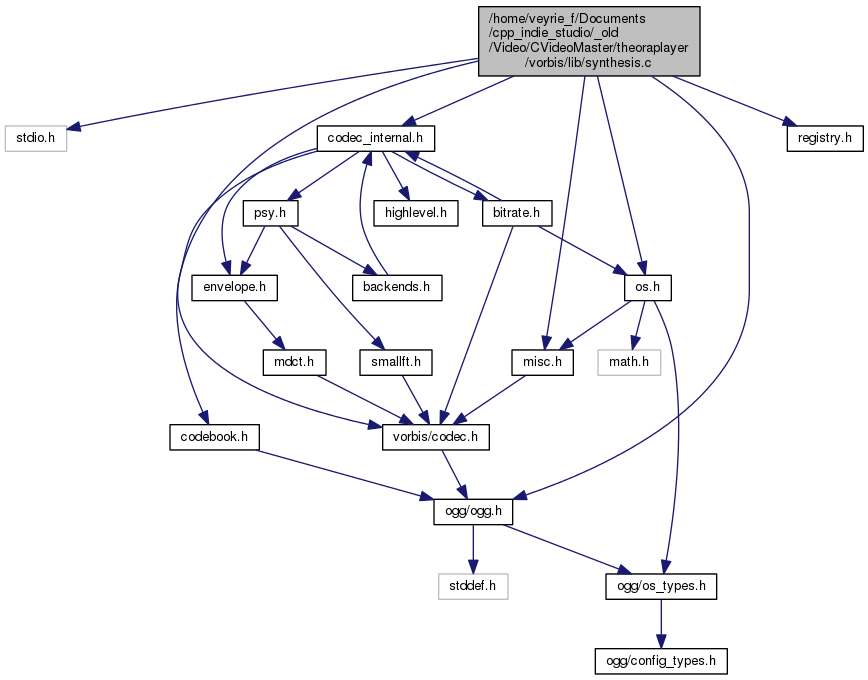 /home/veyrie_f/Documents
/cpp_indie_studio/_old
/Video/CVideoMaster/theoraplayer
/vorbis/lib/synthesis.c
stdio.h
codec_internal.h
registry.h
psy.h
highlevel.h
bitrate.h
envelope.h
backends.h
os.h
mdct.h
smallft.h
misc.h
math.h
codebook.h
vorbis/codec.h
ogg/ogg.h
stddef.h
ogg/os_types.h
ogg/config_types.h